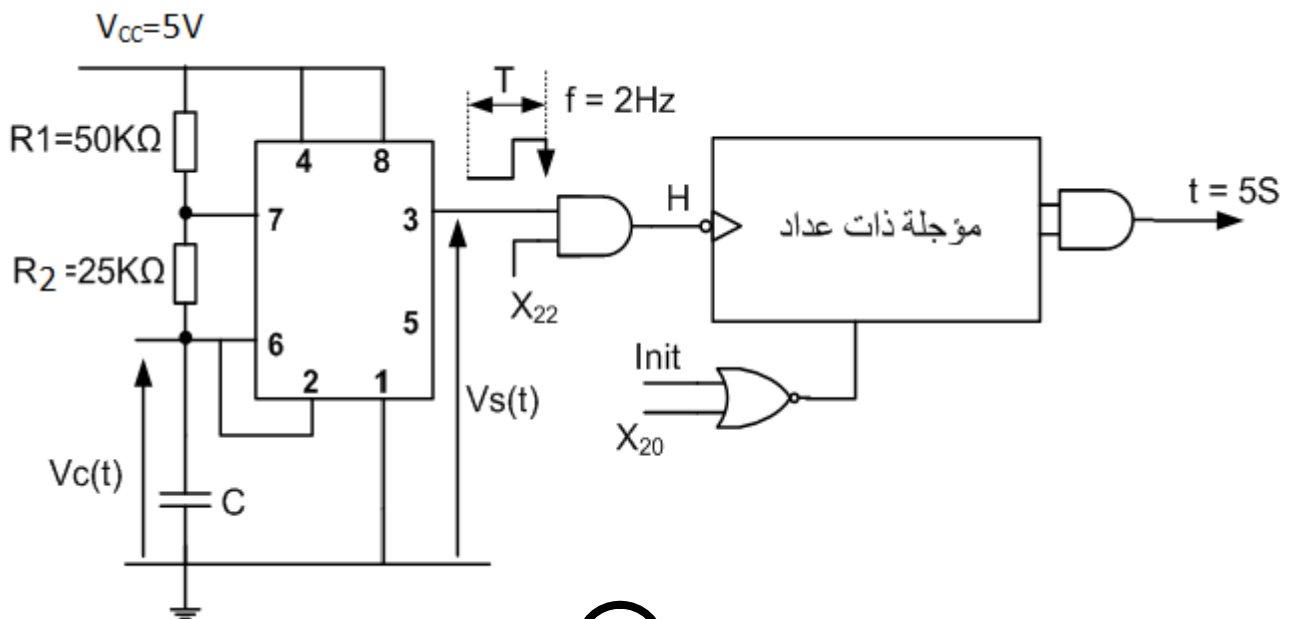 Vcc=5V
T
f = 2Hz
R1=50KΩ
4 8
7 3
H
مؤجلة ذات عداد
t = 5S
R2 =25KΩ
X22
5
6
Init
2 1
Vs(t)
X20
Vc(t)
C